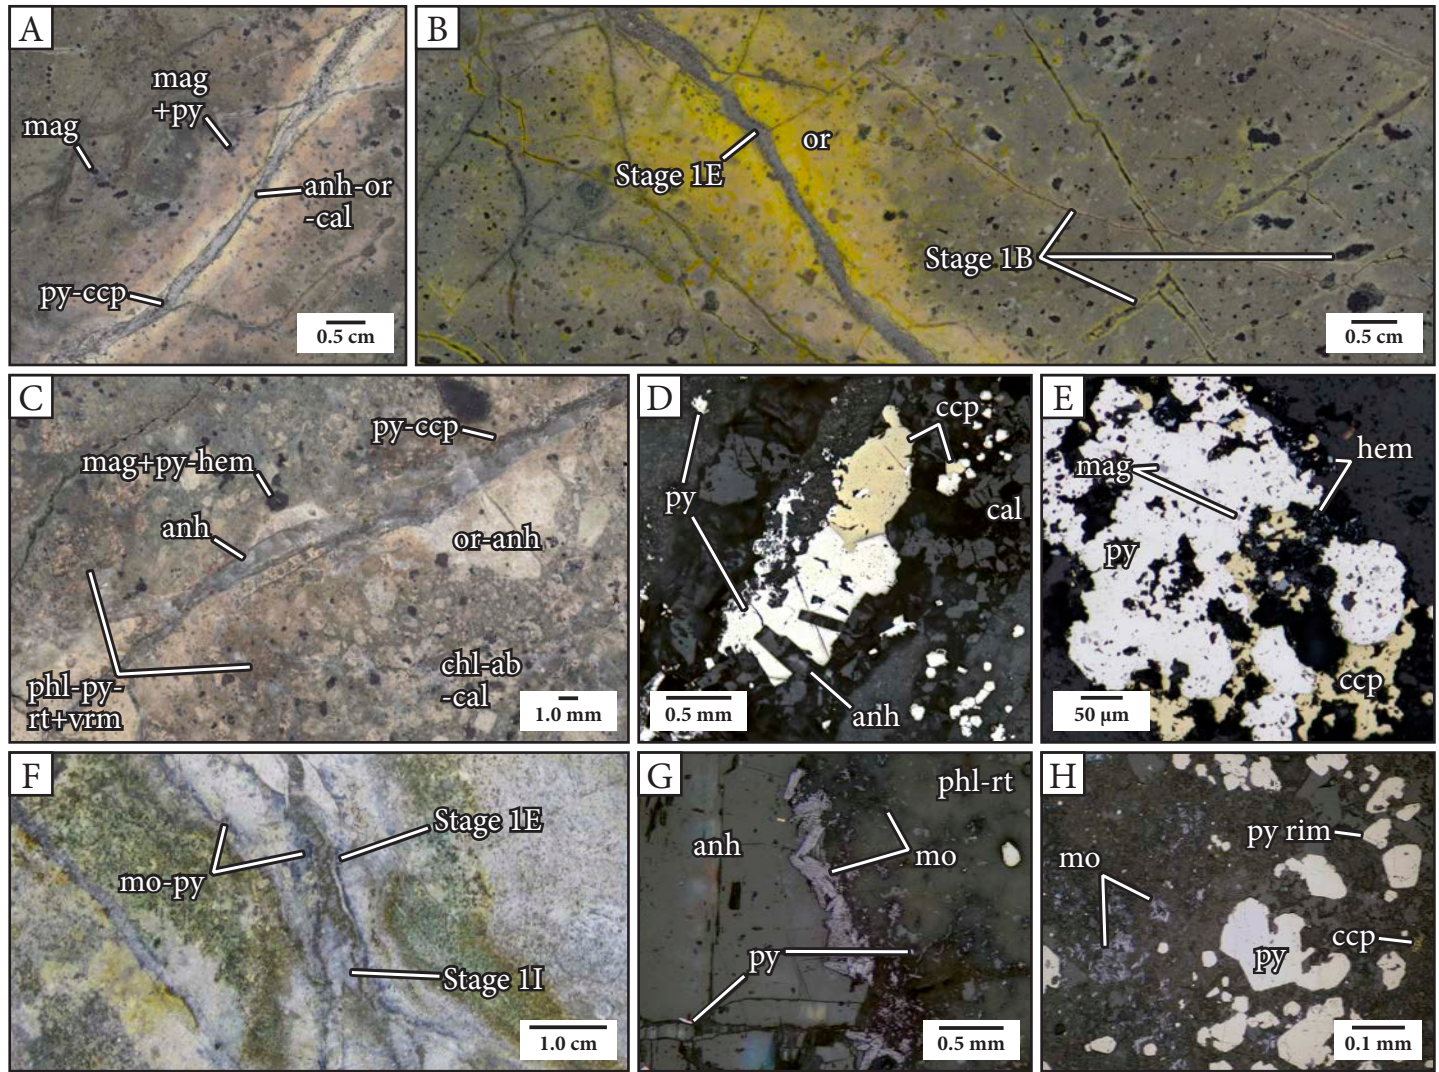 A
mag
+py
mag
anh-or
-cal
py-ccp
0.5 cm
B
or
Stage 1E
Stage 1B
0.5 cm
C
py-ccp
mag+py-hem
anh
or-anh
chl-ab
-cal
phl-py-
rt+vrm
1.0 mm
D
ccp
py
cal
anh
0.5 mm
E
hem
mag
py
ccp
50 µm
F
Stage 1E
mo-py
Stage 1I
1.0 cm
G
phl-rt
anh
mo
py
0.5 mm
H
py rim
mo
ccp
py
0.1 mm